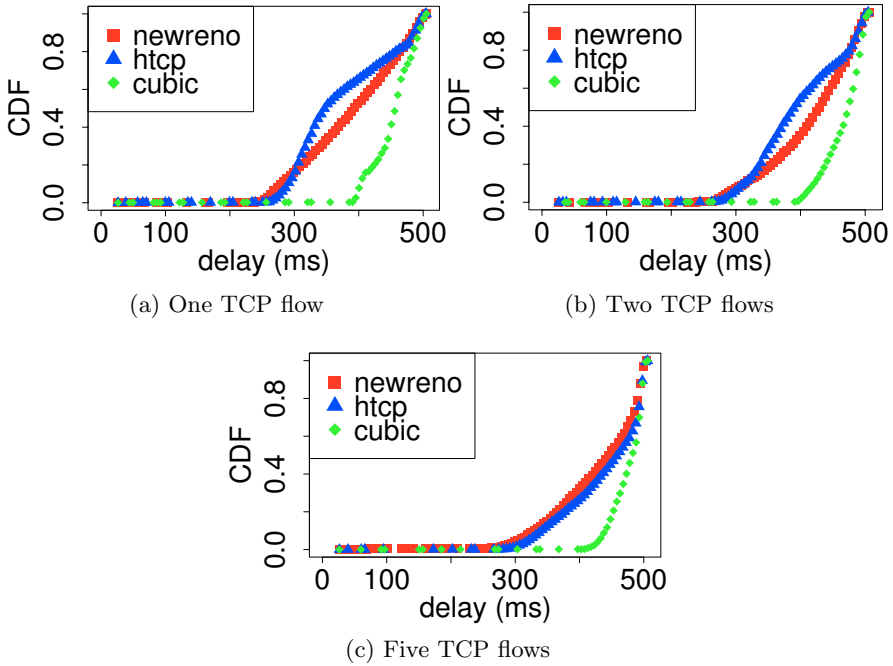 newreno
htcp
cubic
CDF
0.0 0.4 0.8
100 300 500
0
delay (ms)
(a) One TCP flow
newreno
htcp
cubic
CDF
0.0 0.4 0.8
0 100 300 500
delay (ms)
(b) Two TCP flows
newreno
htcp
cubic
CDF
0.0 0.4 0.8
0 100 300 500
delay (ms)
(c) Five TCP flows